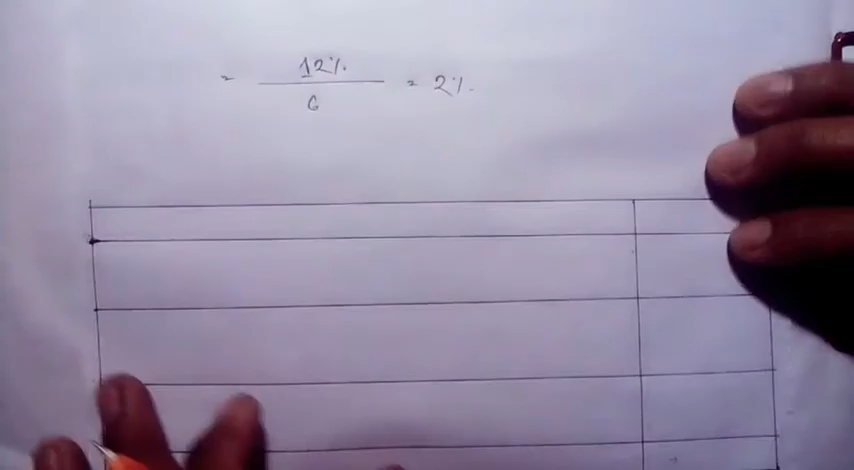 = 12% / 6 = 2%.